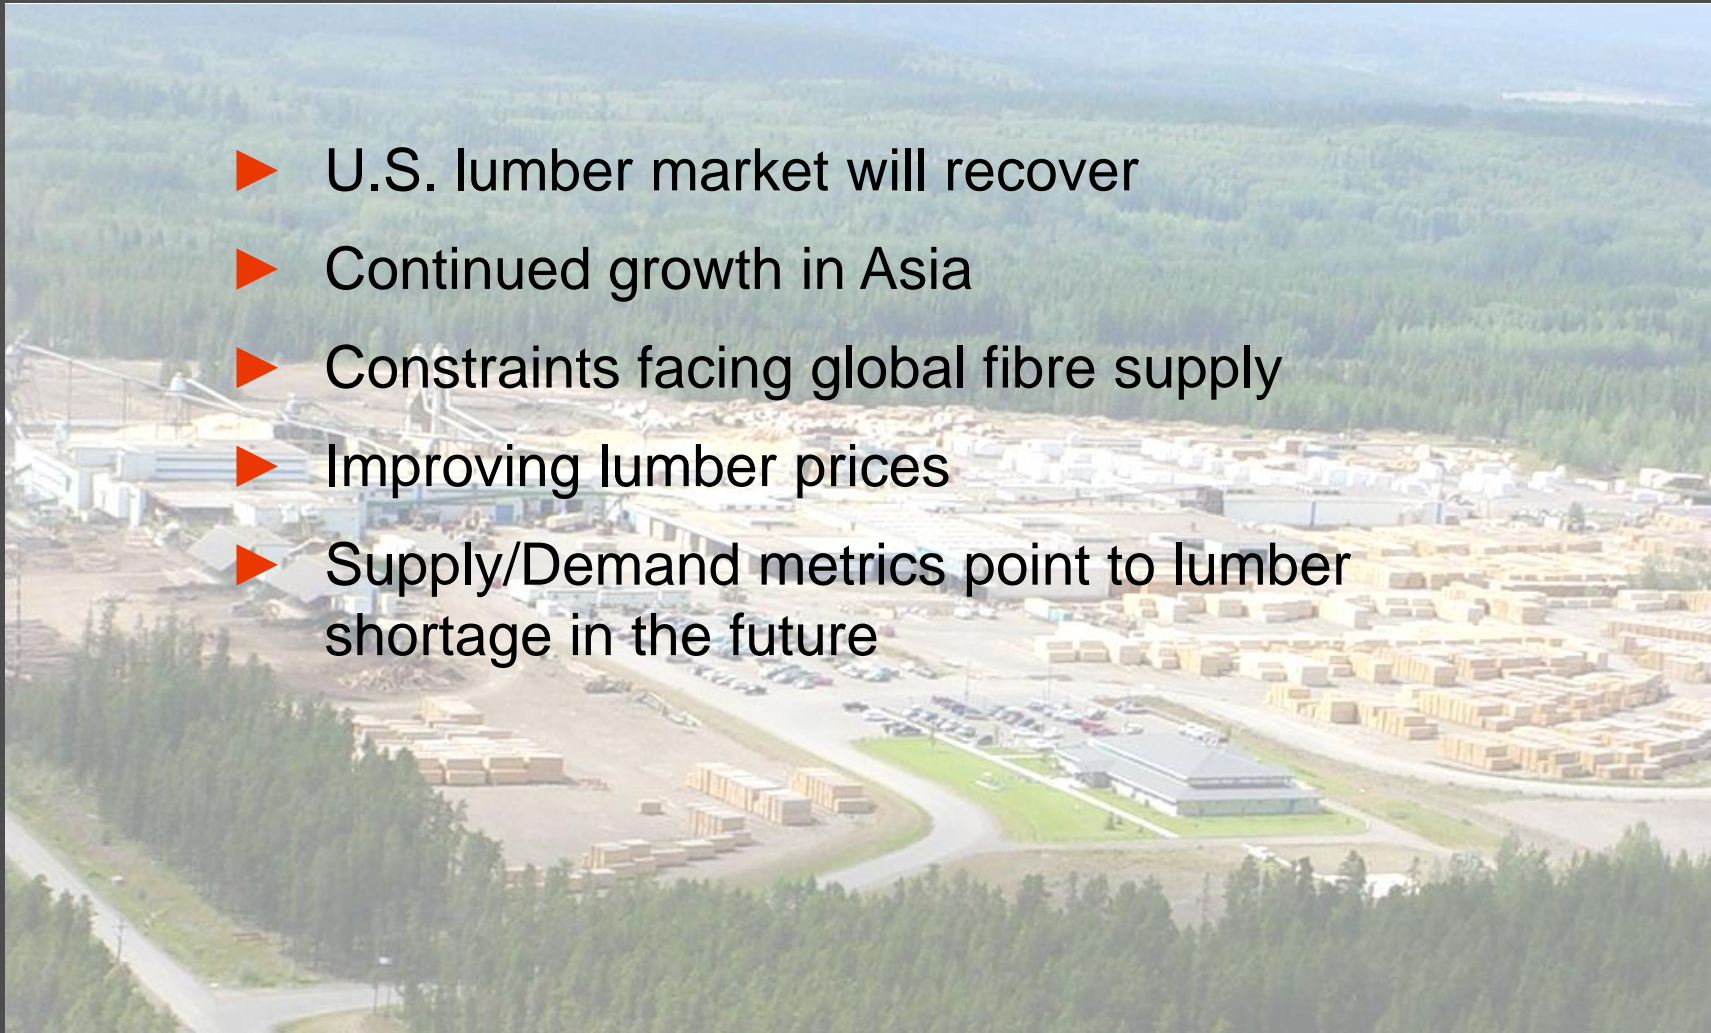 ► U.S. lumber market will recover
► Continued growth in Asia
► Constraints facing global fibre supply
► Improving lumber prices
► Supply/Demand metrics point to lumber
shortage in the future